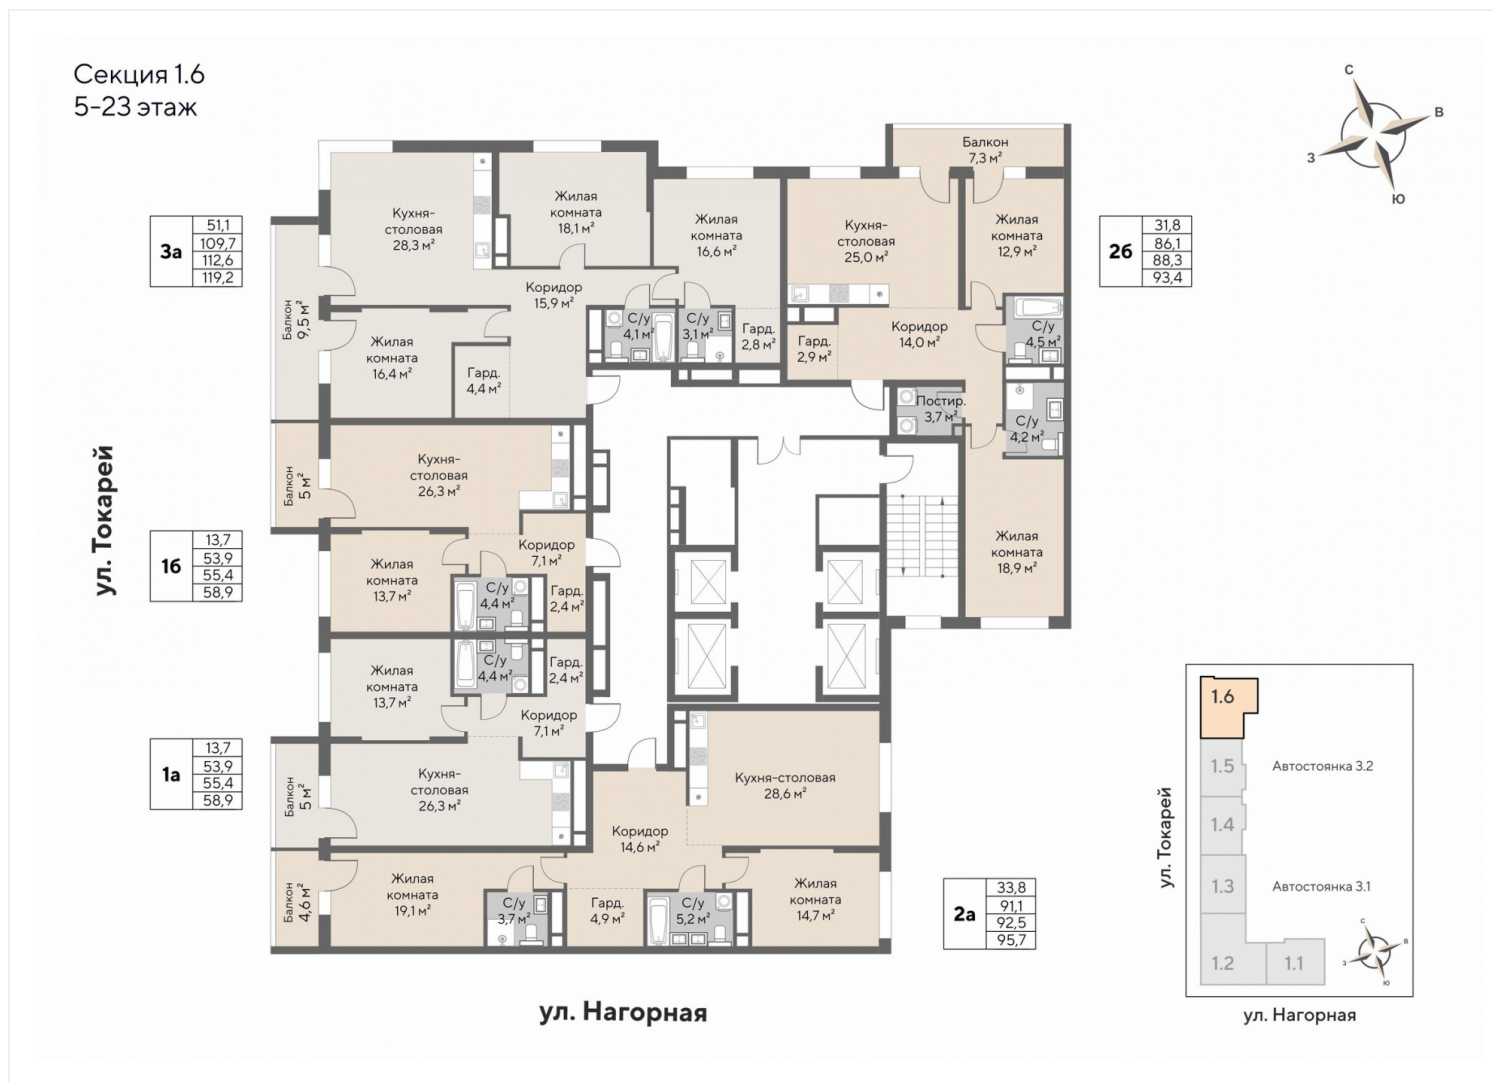 Секция 1.6
5-23 этаж
С
В
З
Ю
3а
51,1
109,7
112,6
119,2
Кухня-
столовая
28,3 м²
Жилая
комната
18,1 м²
Жилая
комната
16,6 м²
Коридор
15,9 м²
Балкон
9,5 м²
Жилая
комната
16,4 м²
Гард.
4,4 м²
С/у
4,1 м²
С/у
3,1 м²
Гард.
2,8 м²
Балкон
7,3 м²
Кухня-
столовая
25,0 м²
Жилая
комната
12,9 м²
2б
31,8
86,1
88,3
93,4
Гард.
2,9 м²
Коридор
14,0 м²
С/у
4,5 м²
Постир.
3,7 м²
С/у
4,2 м²
Жилая
комната
18,9 м²
ул. Токарей
Балкон
5 м²
Кухня-
столовая
26,3 м²
1б
13,7
53,9
55,4
58,9
Жилая
комната
13,7 м²
Коридор
7,1 м²
С/у
4,4 м²
Гард.
2,4 м²
Жилая
комната
13,7 м²
С/у
4,4 м²
Гард.
2,4 м²
Коридор
7,1 м²
1а
13,7
53,9
55,4
58,9
Балкон
5 м²
Кухня-
столовая
26,3 м²
Кухня-столовая
28,6 м²
Коридор
14,6 м²
Балкон
4,6 м²
Жилая
комната
19,1 м²
С/у
3,7 м²
Гард.
4,9 м²
С/у
5,2 м²
Жилая
комната
14,7 м²
2а
33,8
91,1
92,5
95,7
ул. Нагорная
1.6
1.5
Автостоянка 3.2
1.4
ул. Токарей
1.3
Автостоянка 3.1
1.2
1.1
С
В
З
Ю
ул. Нагорная